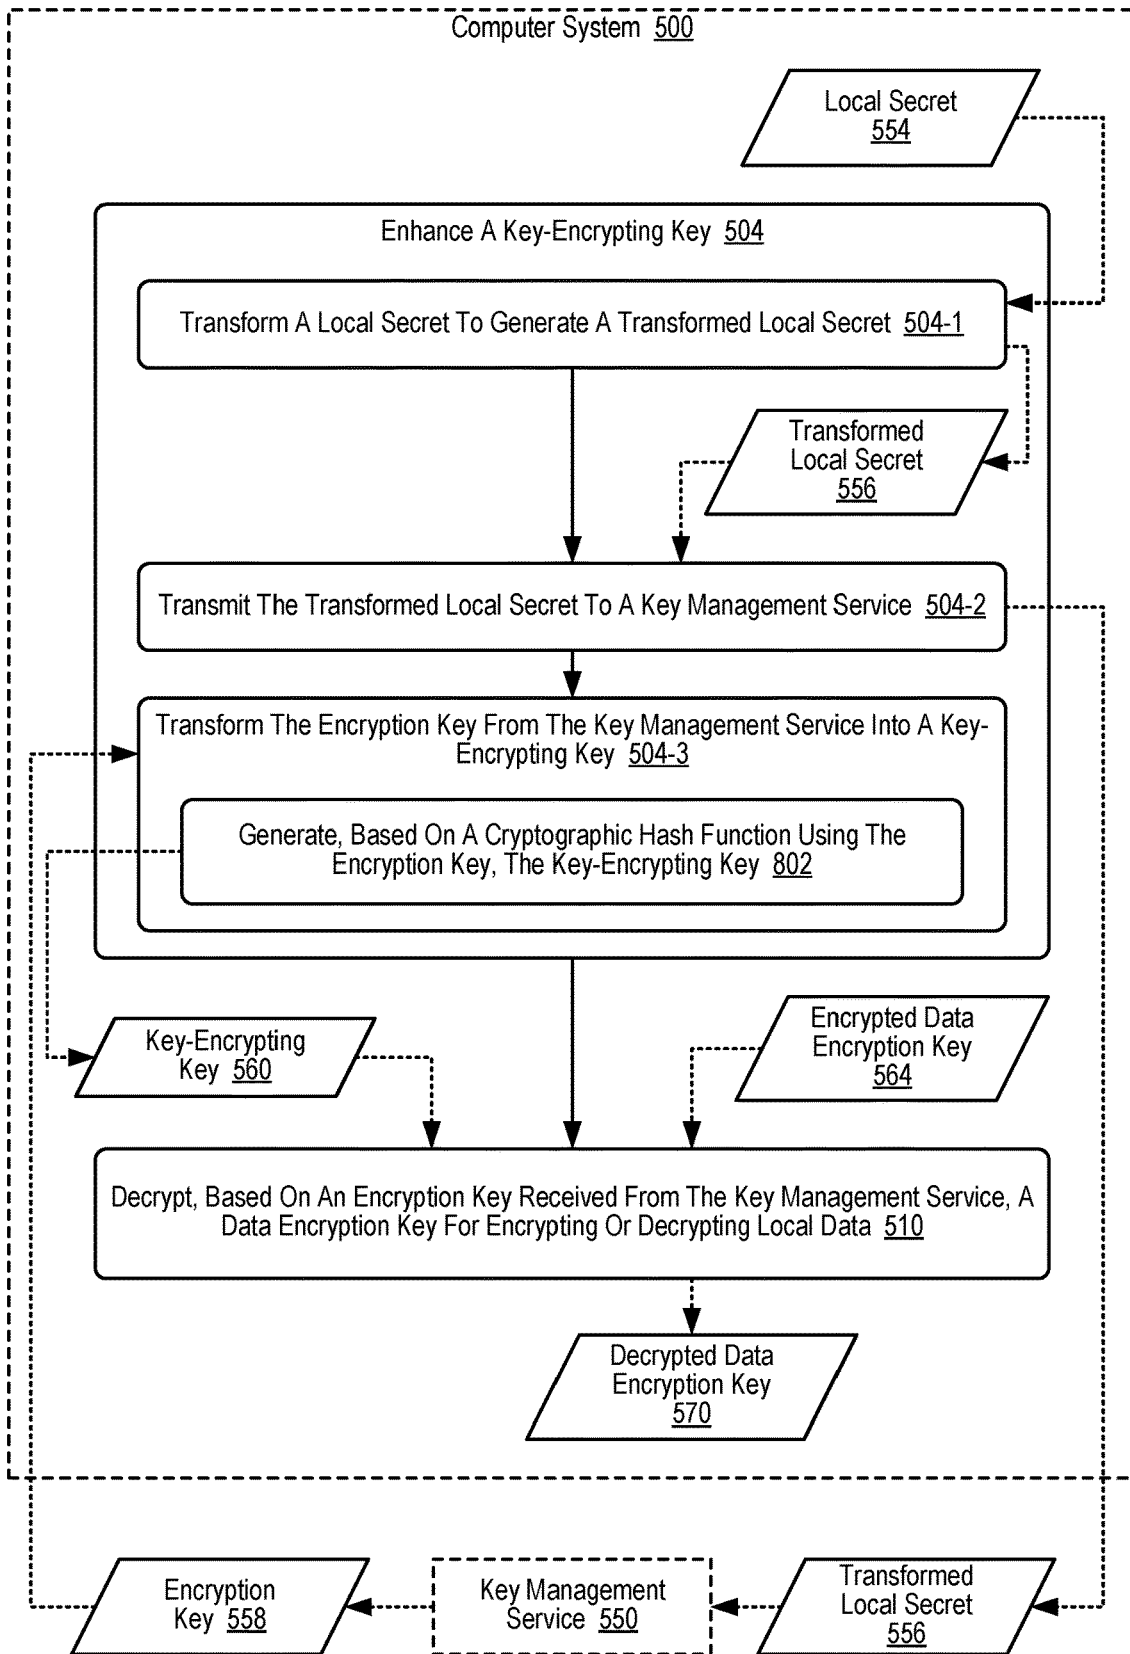 Computer System 500
Local Secret
554
Enhance A Key-Encrypting Key 504
Transform A Local Secret To Generate A Transformed Local Secret 504-1
Transformed
Local Secret
556
Transmit The Transformed Local Secret To A Key Management Service 504-2
Transform The Encryption Key From The Key Management Service Into A Key-
Encrypting Key 504-3
Generate, Based On A Cryptographic Hash Function Using The
Encryption Key, The Key-Encrypting Key 802
Key-Encrypting
Key 560
Encrypted Data
Encryption Key
564
Decrypt, Based On An Encryption Key Received From The Key Management Service, A
Data Encryption Key For Encrypting Or Decrypting Local Data 510
Decrypted Data
Encryption Key
570
Encryption
Key 558
Key Management
Service 550
Transformed
Local Secret
556